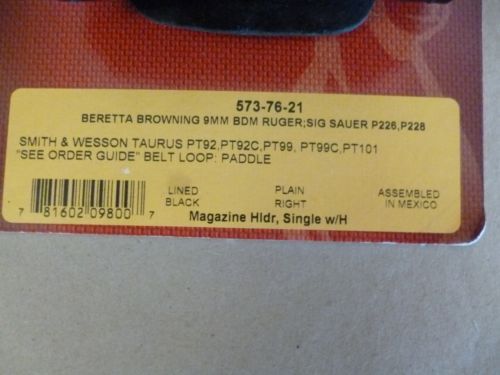 573-76-21
BERETTA BROWNING 9MM BDM RUGER;SIG SAUER P226,P228
SMITH & WESSON TAURUS PT92,PT92C,PT99, PT99C,PT101
"SEE ORDER GUIDE" BELT LOOP: PADDLE
LINED PLAIN ASSEMBLED
BLACK RIGHT IN MEXICO
7 81602 09800 7
Magazine Hldr, Single w/H